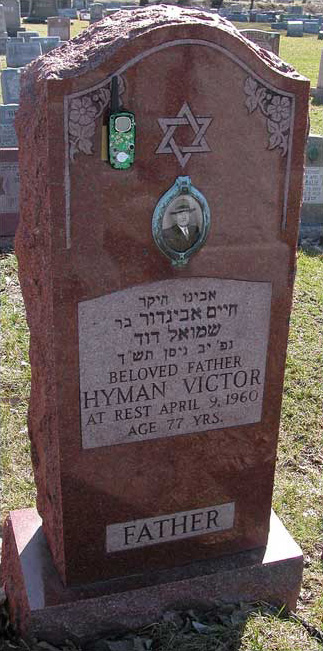 אבינו היקר
חיים אבינדור בר
שמואל דוד
נפ׳ יב ניסן תש״ך
BELOVED FATHER
HYMAN VICTOR
AT REST APRIL 9, 1960
AGE 77 YRS.
FATHER